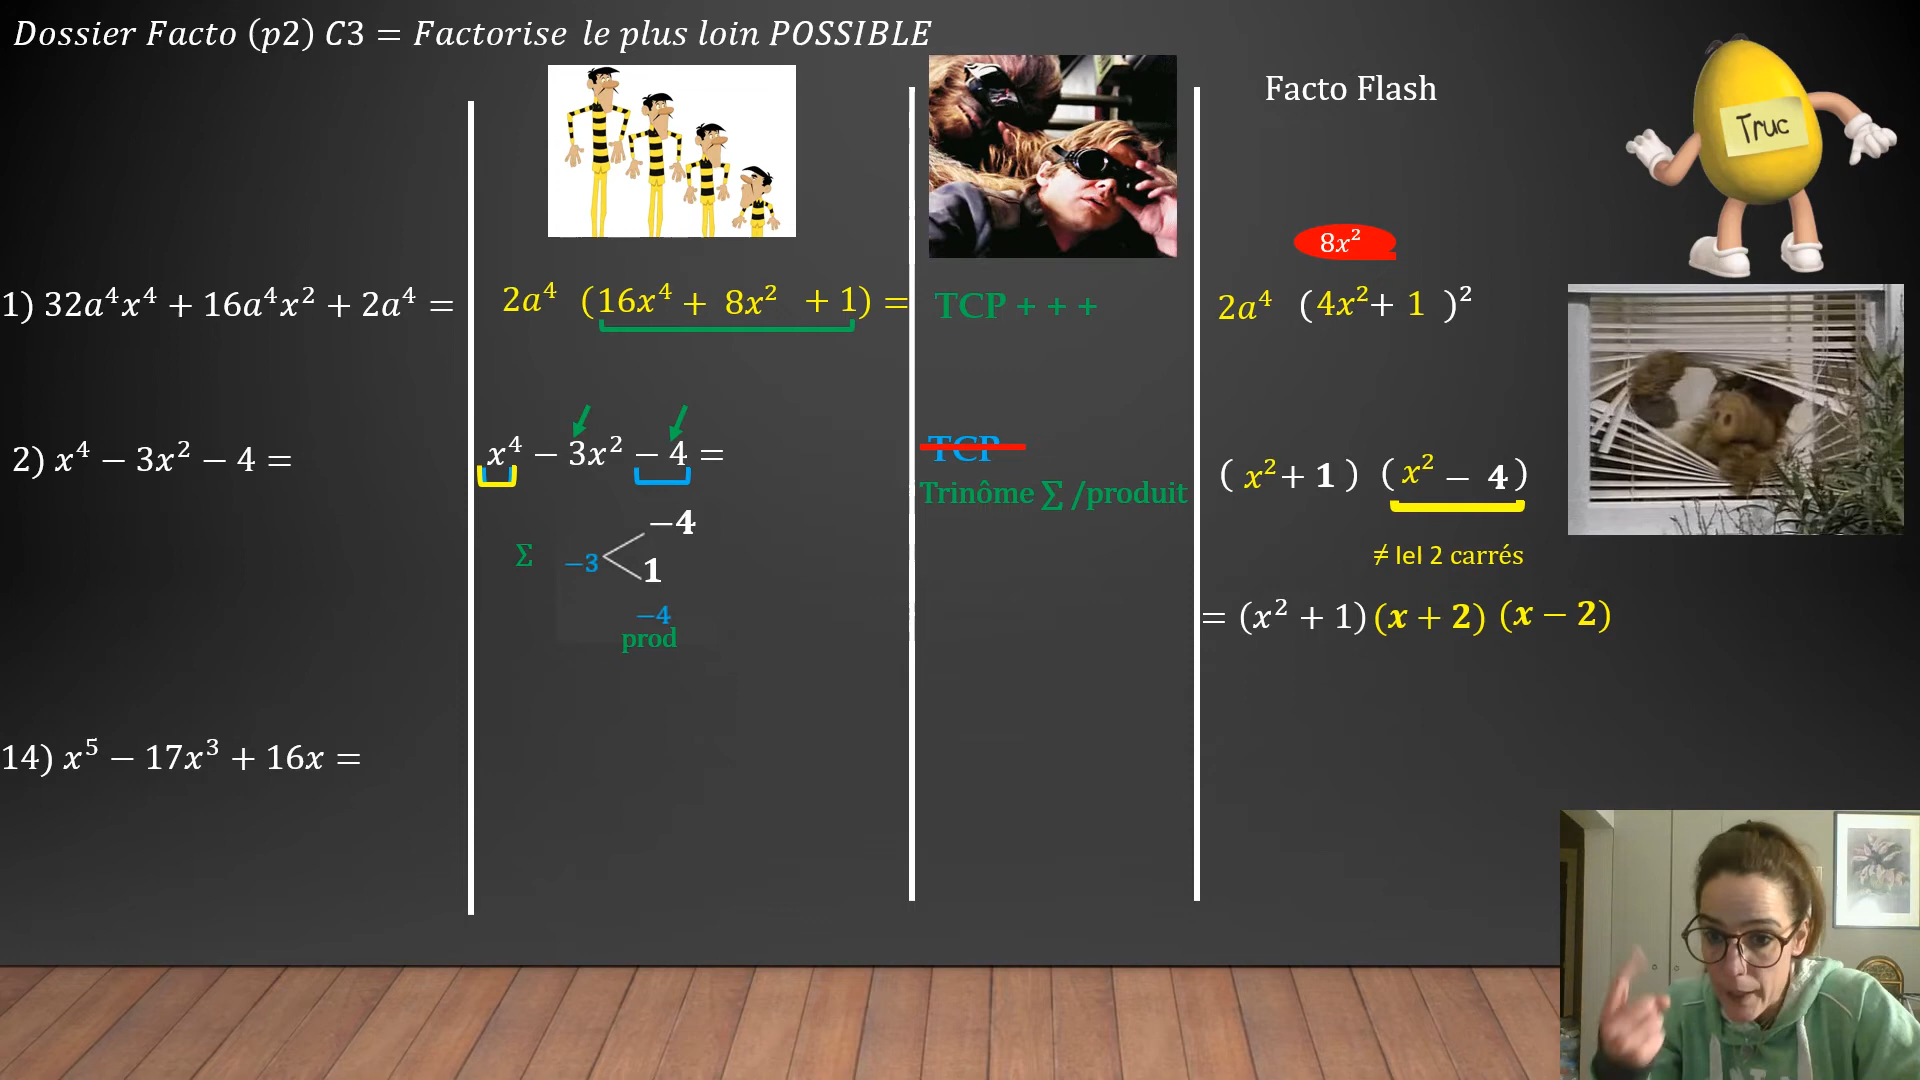 Dossier Facto (p2) C3 = Factorise le plus loin POSSIBLE
Facto Flash
Truc
8x²
1) 32a⁴x⁴ + 16a⁴x² + 2a⁴ = 2a⁴ (16x⁴ + 8x² + 1) = TCP + + + 2a⁴ (4x² + 1 )²
2) x⁴ − 3x² − 4 = x⁴ − 3x² − 4 = TCP
Trinôme ∑ /produit ( x² + 1 ) (x² − 4)
−4
Σ −3 1
≠ lel 2 carrés
−4
prod
= (x² + 1)(x + 2) (x − 2)
14) x⁵ − 17x³ + 16x =